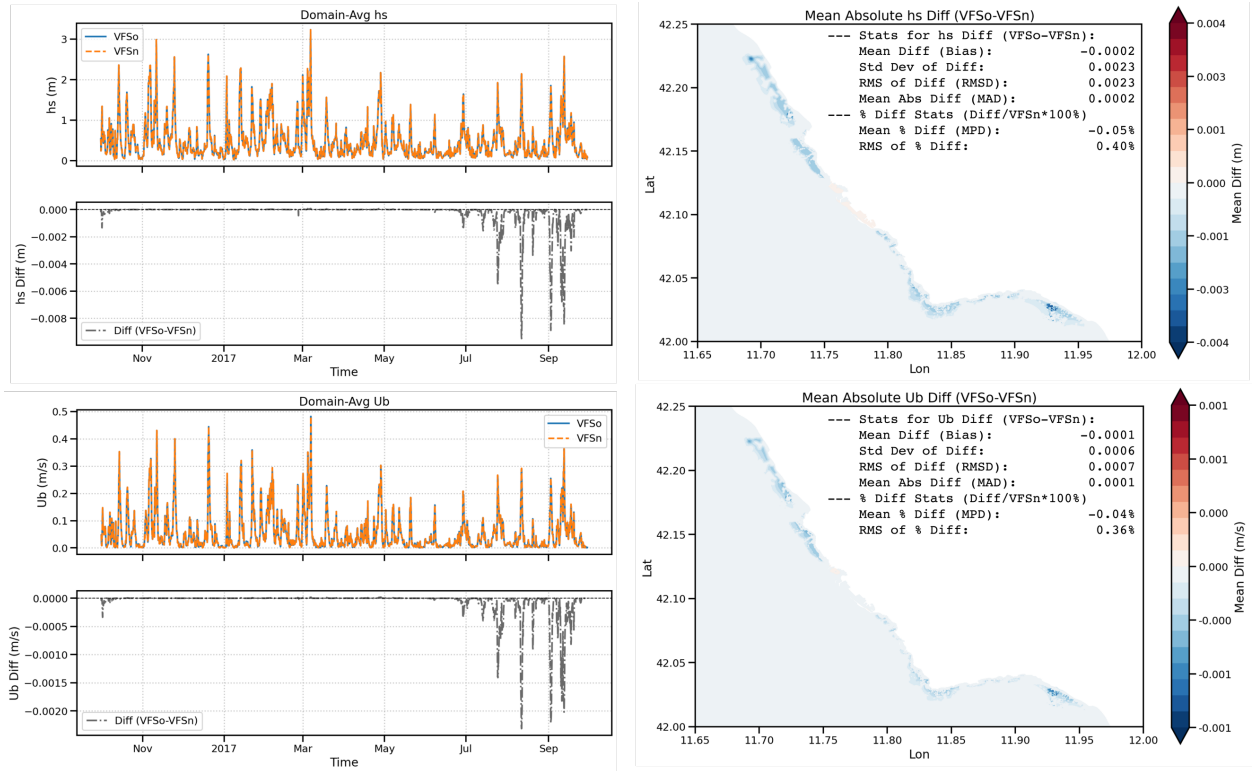 Domain-Avg hs
VFSo
VFSn
3
2
1
0
hs (m)
0.000
−0.002
−0.004
−0.006
−0.008
hs Diff (m)
Diff (VFSo-VFSn)
Nov
2017
Mar
May
Jul
Sep
Time
Mean Absolute hs Diff (VFSo-VFSn)
42.25
42.20
42.15
42.10
42.05
42.00
Lat
--- Stats for hs Diff (VFSo-VFSn):
Mean Diff (Bias): -0.0002
Std Dev of Diff: 0.0023
RMS of Diff (RMSD): 0.0023
Mean Abs Diff (MAD): 0.0002
--- % Diff Stats (Diff/VFSn*100%)
Mean % Diff (MPD): -0.05%
RMS of % Diff: 0.40%
11.65
11.70
11.75
11.80
11.85
11.90
11.95
12.00
Lon
0.004
0.003
0.001
0.000
-0.001
-0.003
-0.004
Mean Diff (m)
Domain-Avg Ub
VFSo
VFSn
0.5
0.4
0.3
0.2
0.1
0.0
Ub (m/s)
0.0000
−0.0005
−0.0010
−0.0015
−0.0020
Ub Diff (m/s)
Diff (VFSo-VFSn)
Nov
2017
Mar
May
Jul
Sep
Time
Mean Absolute Ub Diff (VFSo-VFSn)
42.25
42.20
42.15
42.10
42.05
42.00
Lat
--- Stats for Ub Diff (VFSo-VFSn):
Mean Diff (Bias): -0.0001
Std Dev of Diff: 0.0006
RMS of Diff (RMSD): 0.0007
Mean Abs Diff (MAD): 0.0001
--- % Diff Stats (Diff/VFSn*100%)
Mean % Diff (MPD): -0.04%
RMS of % Diff: 0.36%
11.65
11.70
11.75
11.80
11.85
11.90
11.95
12.00
Lon
0.001
0.001
0.000
0.000
-0.000
-0.001
-0.001
Mean Diff (m/s)